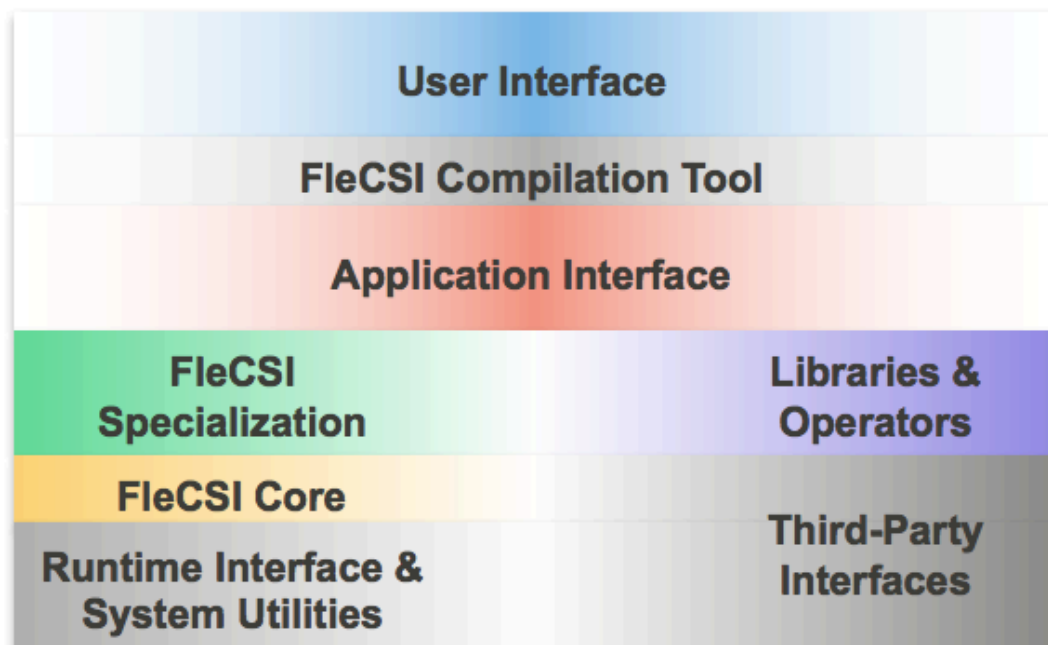 User Interface
FleCSI Compilation Tool
Application Interface
FleCSI
Specialization
Libraries &
Operators
FleCSI Core
Runtime Interface &
System Utilities
Third-Party
Interfaces